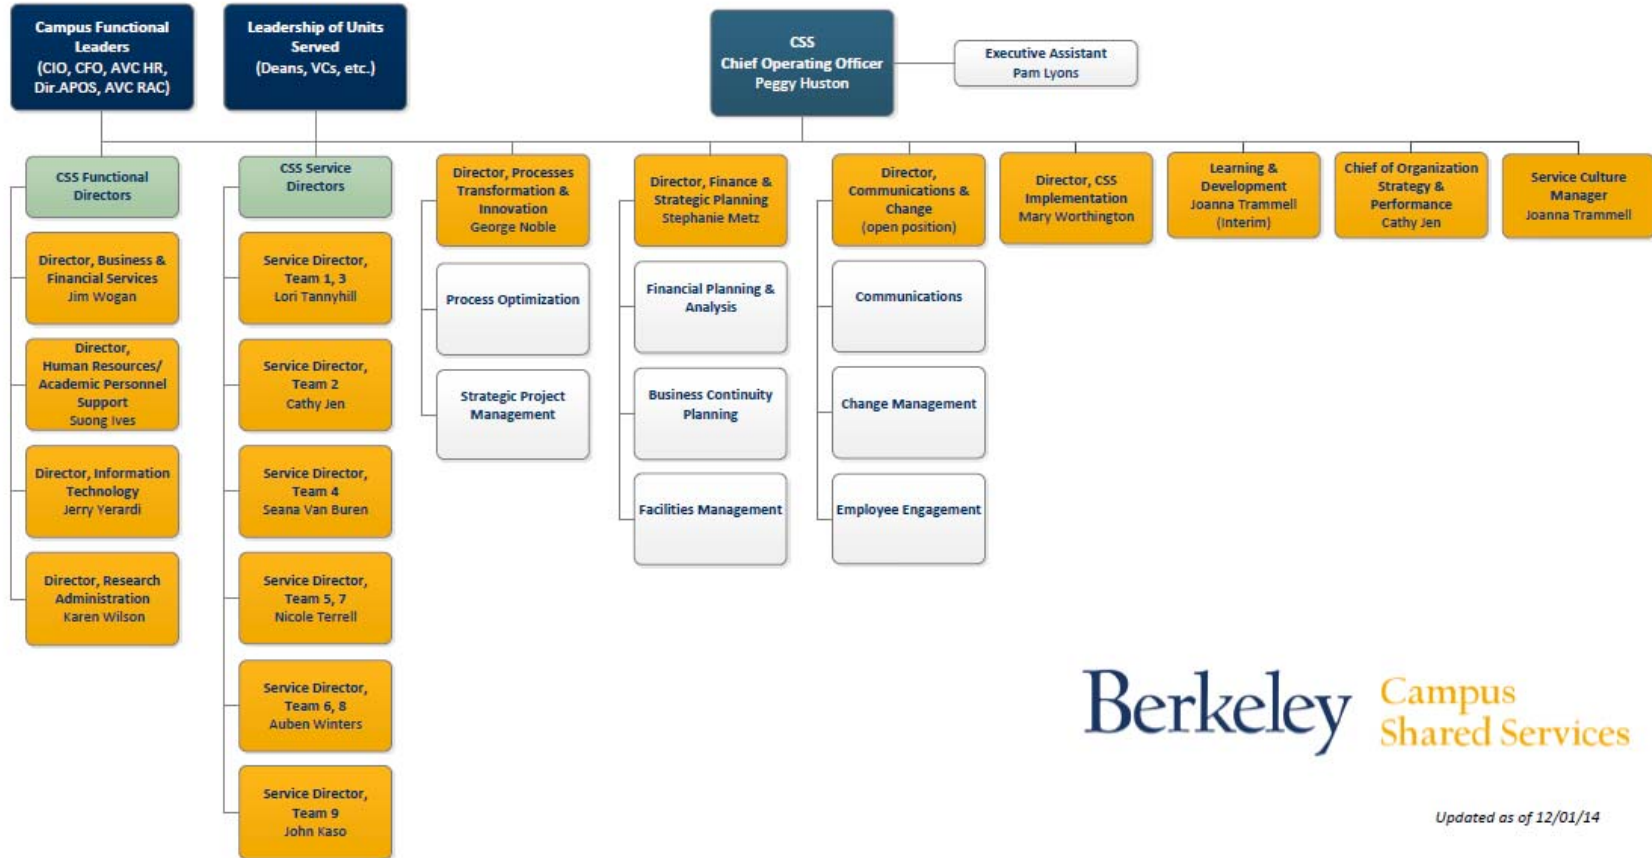 Campus Functional
Leaders
(CIO, CFO, AVC HR,
Dir.APOS, AVC RAC)
Leadership of Units
Served
(Deans, VCs, etc.)
CSS
Chief Operating Officer
Peggy Huston
Executive Assistant
Pam Lyons
CSS Functional
Directors
Director, Business &
Financial Services
Jim Wogan
Director,
Human Resources/
Academic Personnel
Support
Suong Ives
Director, Information
Technology
Jerry Yerardi
Director, Research
Administration
Karen Wilson
CSS Service
Directors
Service Director,
Team 1, 3
Lori Tannyhill
Service Director,
Team 2
Cathy Jen
Service Director,
Team 4
Seana Van Buren
Service Director,
Team 5, 7
Nicole Terrell
Service Director,
Team 6, 8
Auben Winters
Service Director,
Team 9
John Kaso
Director, Processes
Transformation &
Innovation
George Noble
Process Optimization
Strategic Project
Management
Director, Finance &
Strategic Planning
Stephanie Metz
Financial Planning &
Analysis
Business Continuity
Planning
Facilities Management
Director,
Communications &
Change
(open position)
Communications
Change Management
Employee Engagement
Director, CSS
Implementation
Mary Worthington
Learning &
Development
Joanna Trammell
(Interim)
Chief of Organization
Strategy &
Performance
Cathy Jen
Service Culture
Manager
Joanna Trammell
Berkeley
Campus
Shared Services
Updated as of 12/01/14